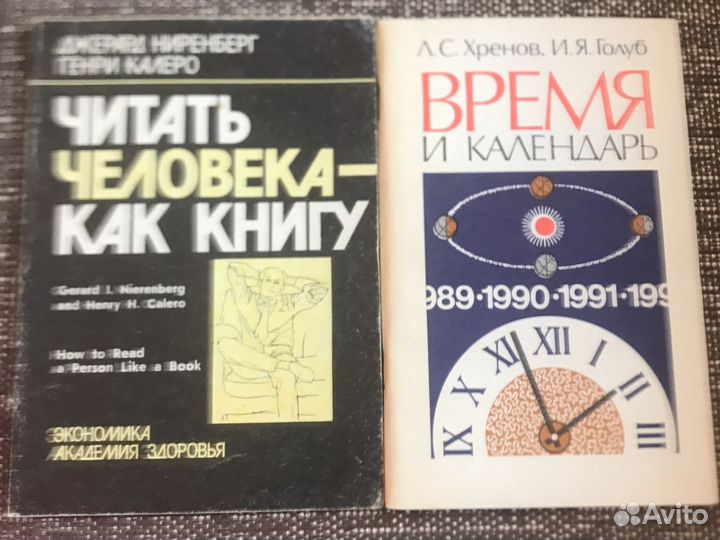 ДЖЕРАРД НИРЕНБЕРГ
ГЕНРИ КАЛЕРО
ЧИТАТЬ
ЧЕЛОВЕКА —
КАК КНИГУ
Gerard I. Nierenberg
and Henry H. Calero
How to Read
a Person Like a Book
ЭКОНОМИКА
АКАДЕМИЯ ЗДОРОВЬЯ
Л.С. Хренов, И.Я. Голуб
ВРЕМЯ
И КАЛЕНДАРЬ
989·1990·1991·199
IX X XI XII I II III
Avito